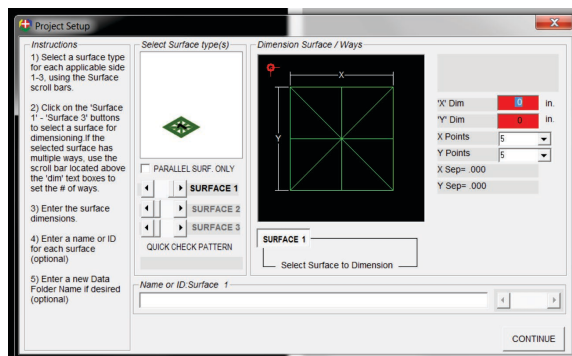 Project Setup
Instructions
1) Select a surface type
for each applicable side
1-3, using the Surface
scroll bars.
2) Click on the 'Surface
1' - 'Surface 3' buttons
to select a surface for
dimensioning.If the
selected surface has
multiple ways, use the
scroll bar located above
the 'dim' text boxes to
set the # of ways.
3) Enter the surface
dimensions.
4) Enter a name or ID
for each surface
(optional)
5) Enter a new Data
Folder Name if desired
(optional)
Select Surface type(s)
PARALLEL SURF. ONLY
SURFACE 1
SURFACE 2
SURFACE 3
QUICK CHECK PATTERN
Dimension Surface / Ways
X
Y
'X' Dim 0 in.
'Y' Dim 0 in.
X Points 5
Y Points 5
X Sep= .000
Y Sep= .000
SURFACE 1
Select Surface to Dimension
Name or ID:Surface 1
CONTINUE